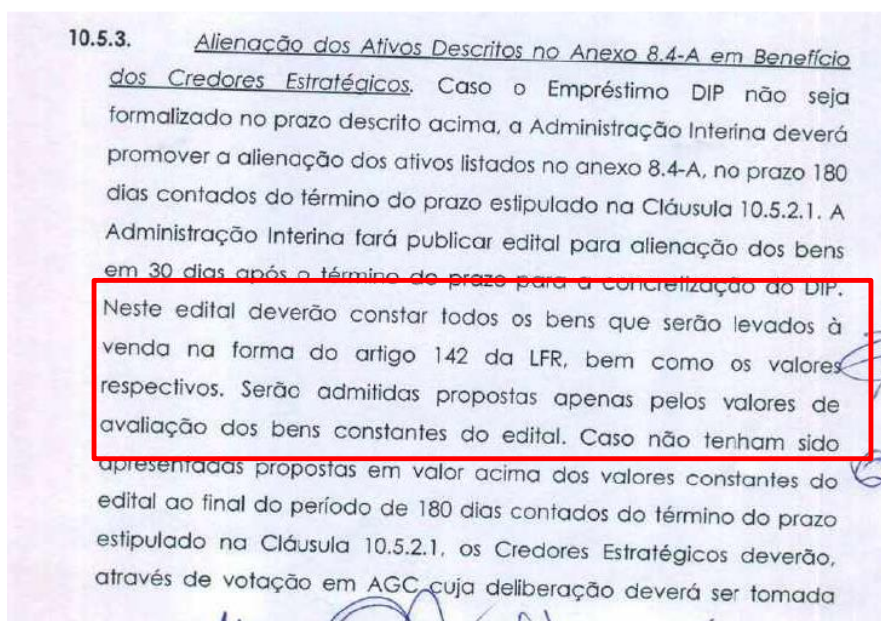 10.5.3. Alienação dos Ativos Descritos no Anexo 8.4-A em Benefício
dos Credores Estratégicos. Caso o Empréstimo DIP não seja
formalizado no prazo descrito acima, a Administração Interina deverá
promover a alienação dos ativos listados no anexo 8.4-A, no prazo 180
dias contados do término do prazo estipulado na Cláusula 10.5.2.1. A
Administração Interina fará publicar edital para alienação dos bens
em 30 dias após o término do prazo para a concretização do DIP.
Neste edital deverão constar todos os bens que serão levados à
venda na forma do artigo 142 da LFR, bem como os valores
respectivos. Serão admitidas propostas apenas pelos valores de
avaliação dos bens constantes do edital. Caso não tenham sido
apresentadas propostas em valor acima dos valores constantes do
edital ao final do período de 180 dias contados do término do prazo
estipulado na Cláusula 10.5.2.1, os Credores Estratégicos deverão,
através de votação em AGC cuja deliberação deverá ser tomada